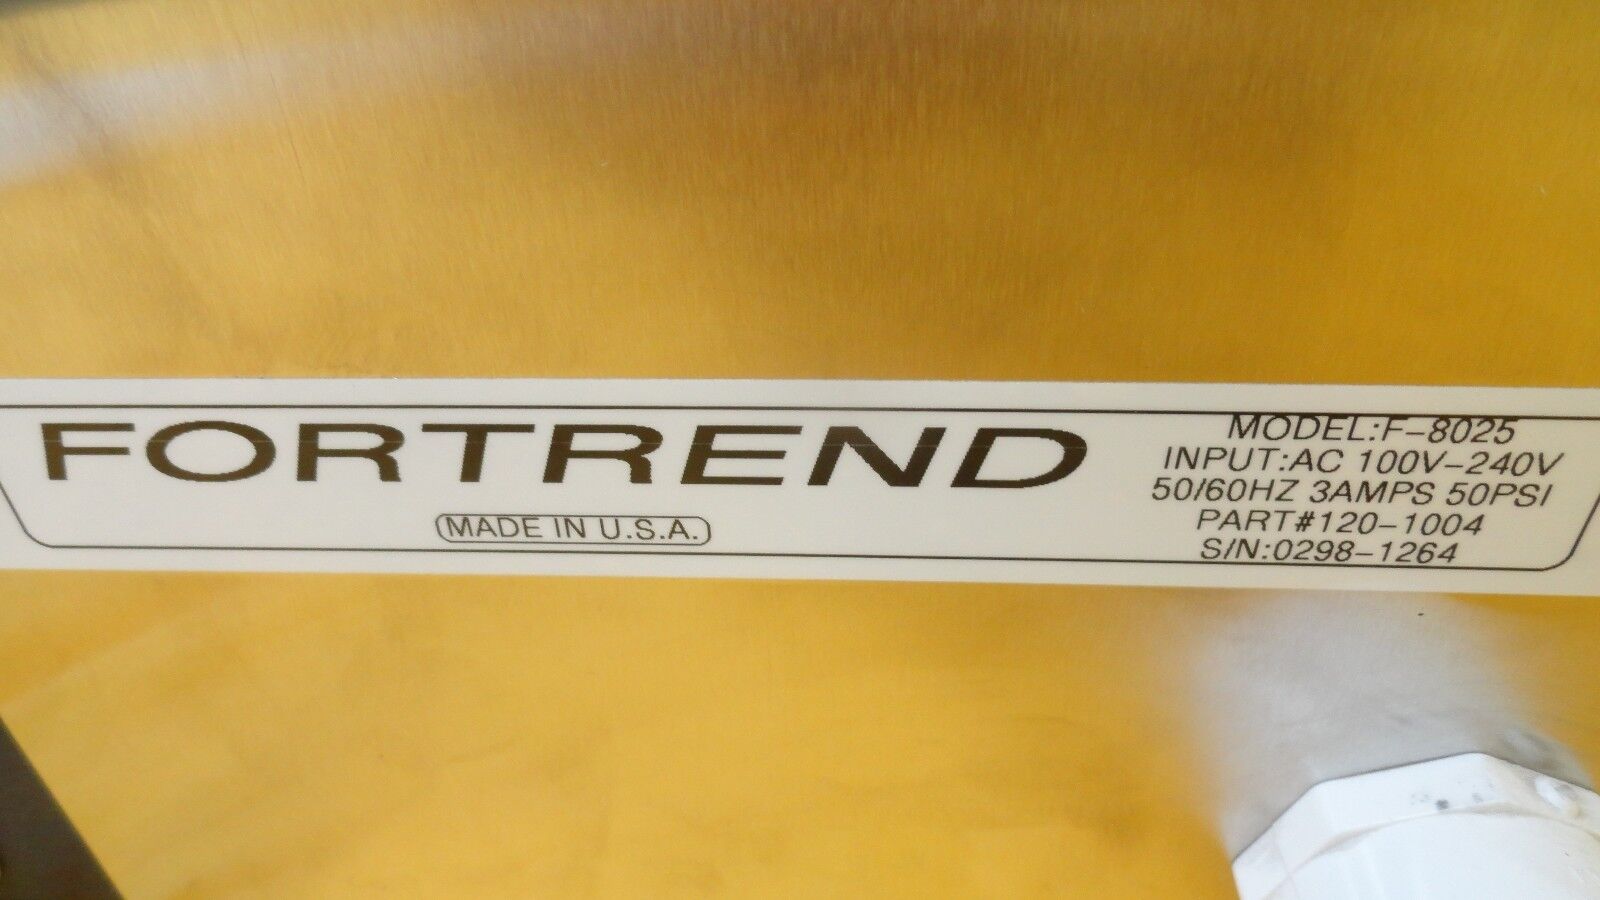 FORTREND
MADE IN U.S.A.
MODEL:F-8025
INPUT:AC 100V-240V
50/60HZ 3AMPS 50PSI
PART#120-1004
S/N:0298-1264